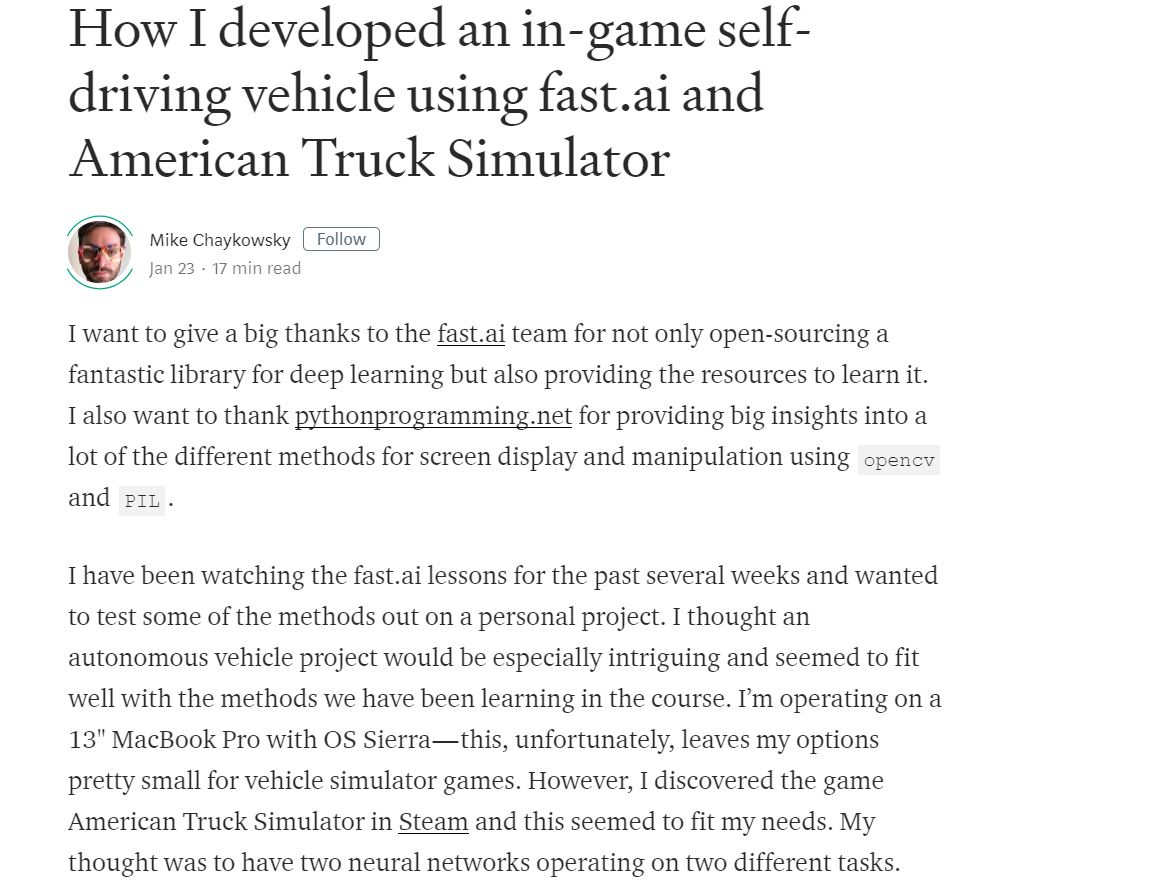 How I developed an in-game self-
driving vehicle using fast.ai and
American Truck Simulator
Mike Chaykowsky Follow
Jan 23 · 17 min read
I want to give a big thanks to the fast.ai team for not only open-sourcing a
fantastic library for deep learning but also providing the resources to learn it.
I also want to thank pythonprogramming.net for providing big insights into a
lot of the different methods for screen display and manipulation using opencv
and PIL .
I have been watching the fast.ai lessons for the past several weeks and wanted
to test some of the methods out on a personal project. I thought an
autonomous vehicle project would be especially intriguing and seemed to fit
well with the methods we have been learning in the course. I’m operating on a
13" MacBook Pro with OS Sierra—this, unfortunately, leaves my options
pretty small for vehicle simulator games. However, I discovered the game
American Truck Simulator in Steam and this seemed to fit my needs. My
thought was to have two neural networks operating on two different tasks.